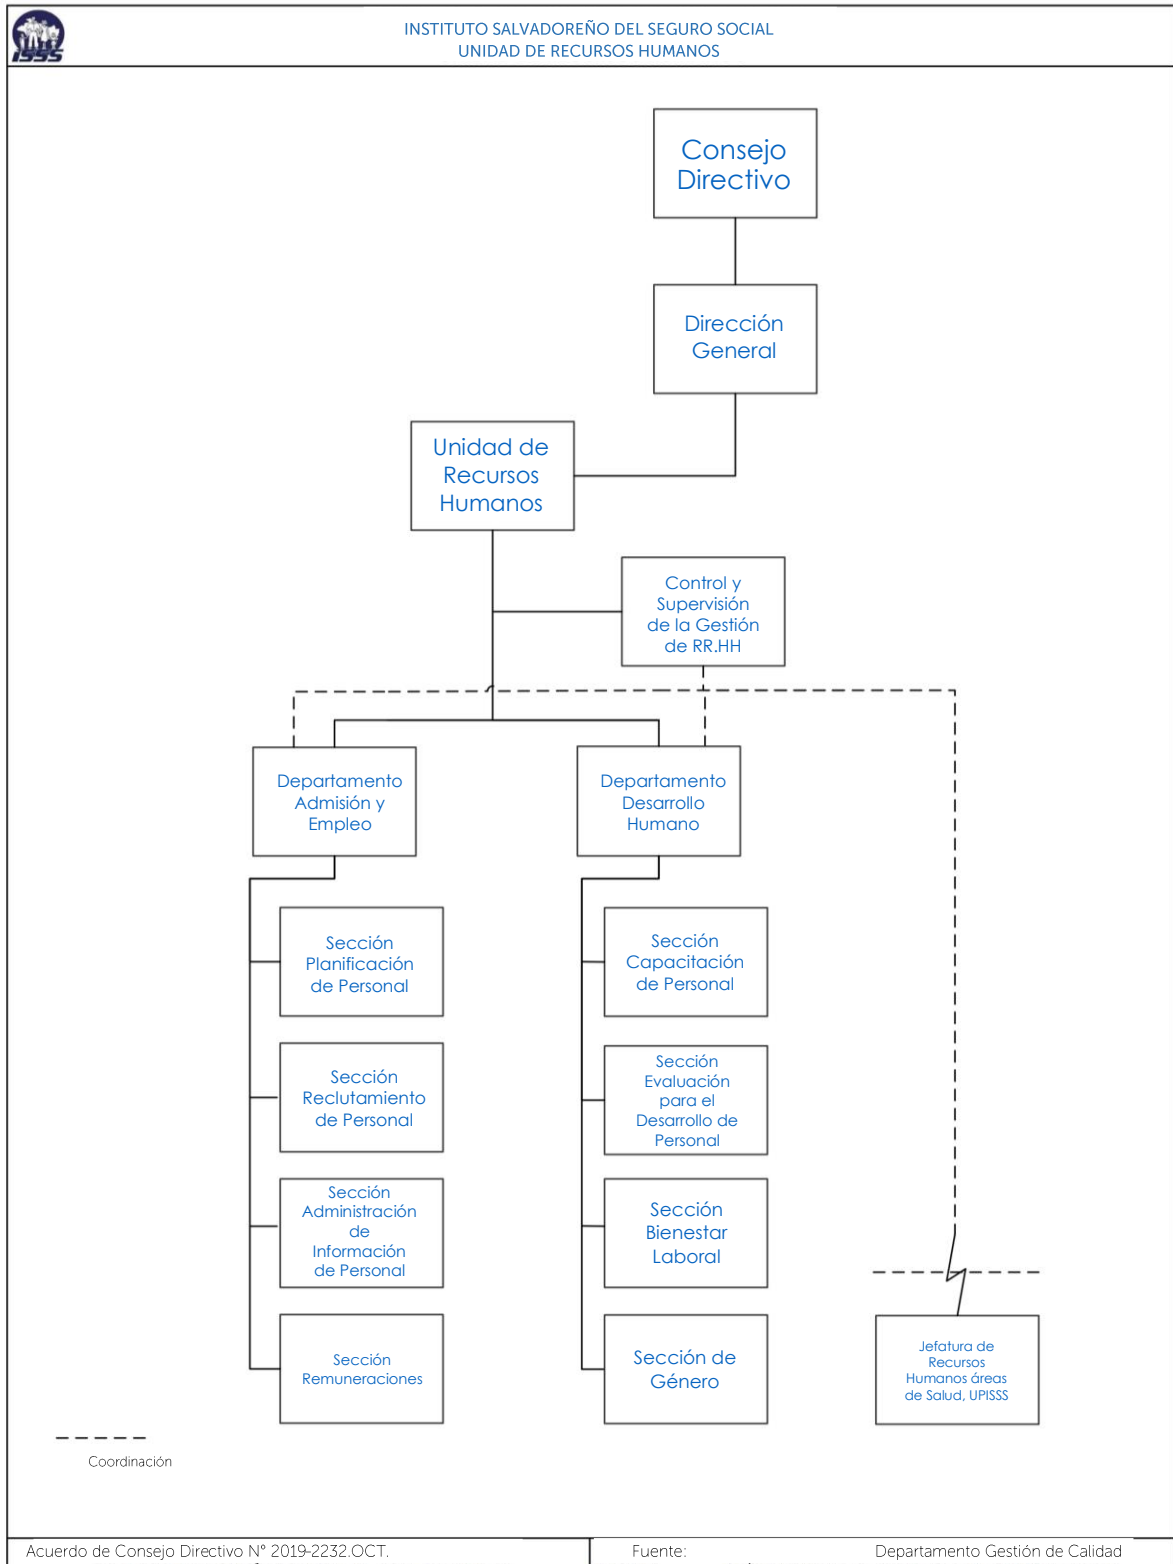 ISSS
INSTITUTO SALVADOREÑO DEL SEGURO SOCIAL
UNIDAD DE RECURSOS HUMANOS
Consejo
Directivo
Dirección
General
Unidad de
Recursos
Humanos
Control y
Supervisión
de la Gestión
de RR.HH
Departamento
Admisión y
Empleo
Departamento
Desarrollo
Humano
Sección
Planificación
de Personal
Sección
Capacitación
de Personal
Sección
Reclutamiento
de Personal
Sección
Evaluación
para el
Desarrollo de
Personal
Sección
Administración
de
Información
de Personal
Sección
Bienestar
Laboral
Sección
Remuneraciones
Sección de
Género
Jefatura de
Recursos
Humanos áreas
de Salud, UPISSS
Coordinación
Acuerdo de Consejo Directivo N° 2019-2232.OCT.
Fuente: Departamento Gestión de Calidad